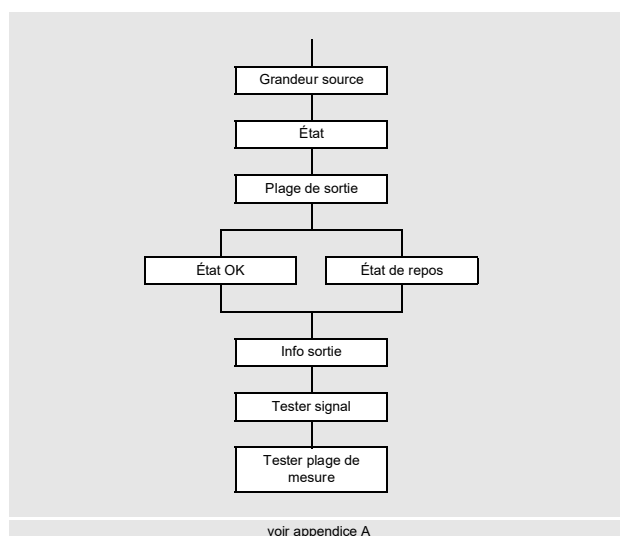 Grandeur source
État
Plage de sortie
État OK
État de repos
Info sortie
Tester signal
Tester plage de
mesure
voir appendice A